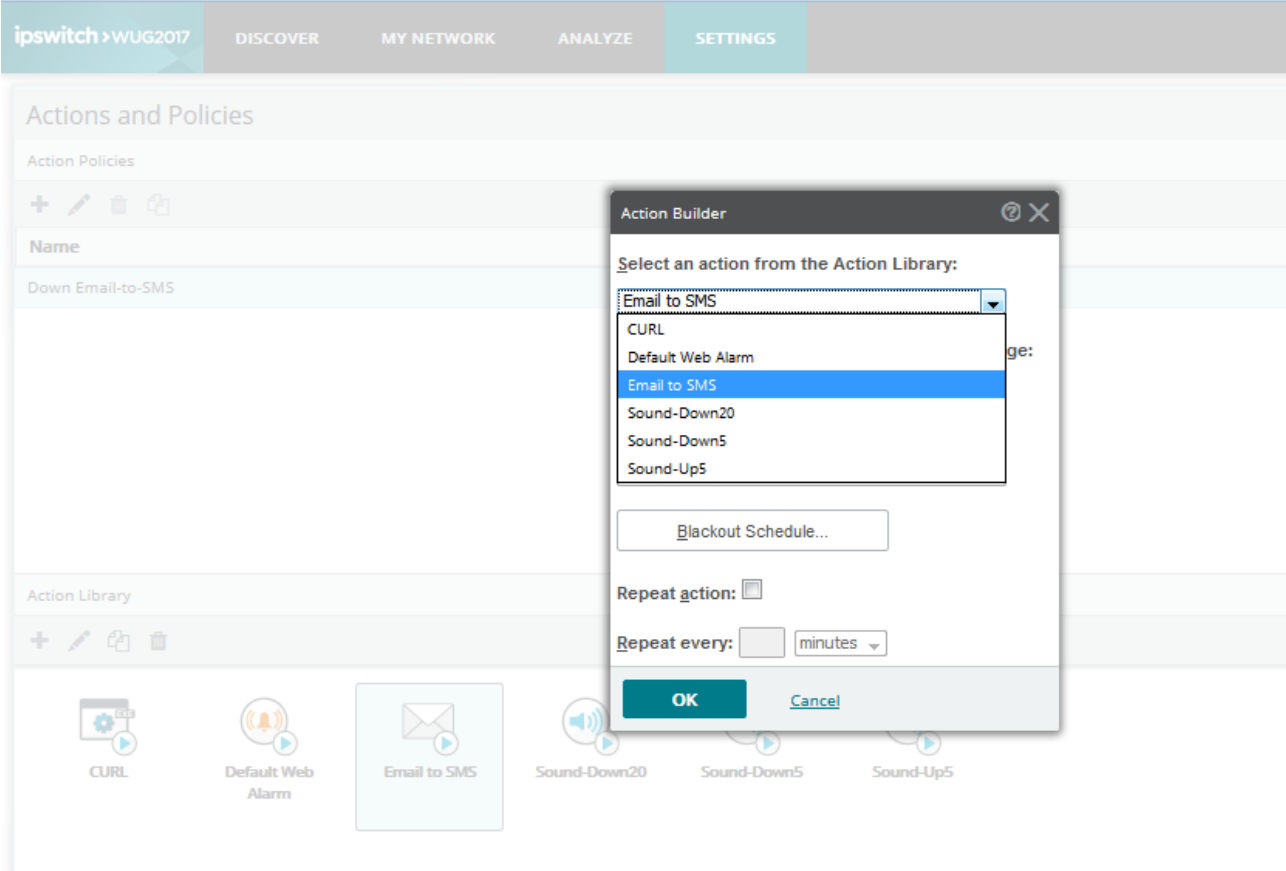 ipswitch >WUG2017 DISCOVER MY NETWORK ANALYZE SETTINGS
Actions and Policies
Action Policies
Name
Down Email-to-SMS
Action Builder
Select an action from the Action Library:
Email to SMS
CURL
ge:
Default Web Alarm
Email to SMS
Sound-Down20
Sound-Down5
Sound-Up5
Blackout Schedule...
Repeat action:
Repeat every: minutes
OK Cancel
Action Library
CURL Default Web Alarm Email to SMS Sound-Down20 Sound-Down5 Sound-Up5